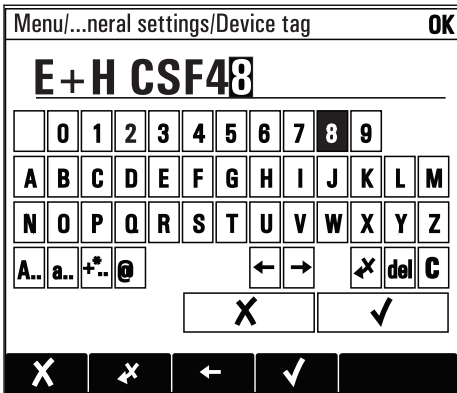 Menu/...neral settings/Device tag OK
E+H CSF48
0 1 2 3 4 5 6 7 8 9
A B C D E F G H I J K L M
N O P Q R S T U V W X Y Z
A.. a.. +*.. @ ← → del C